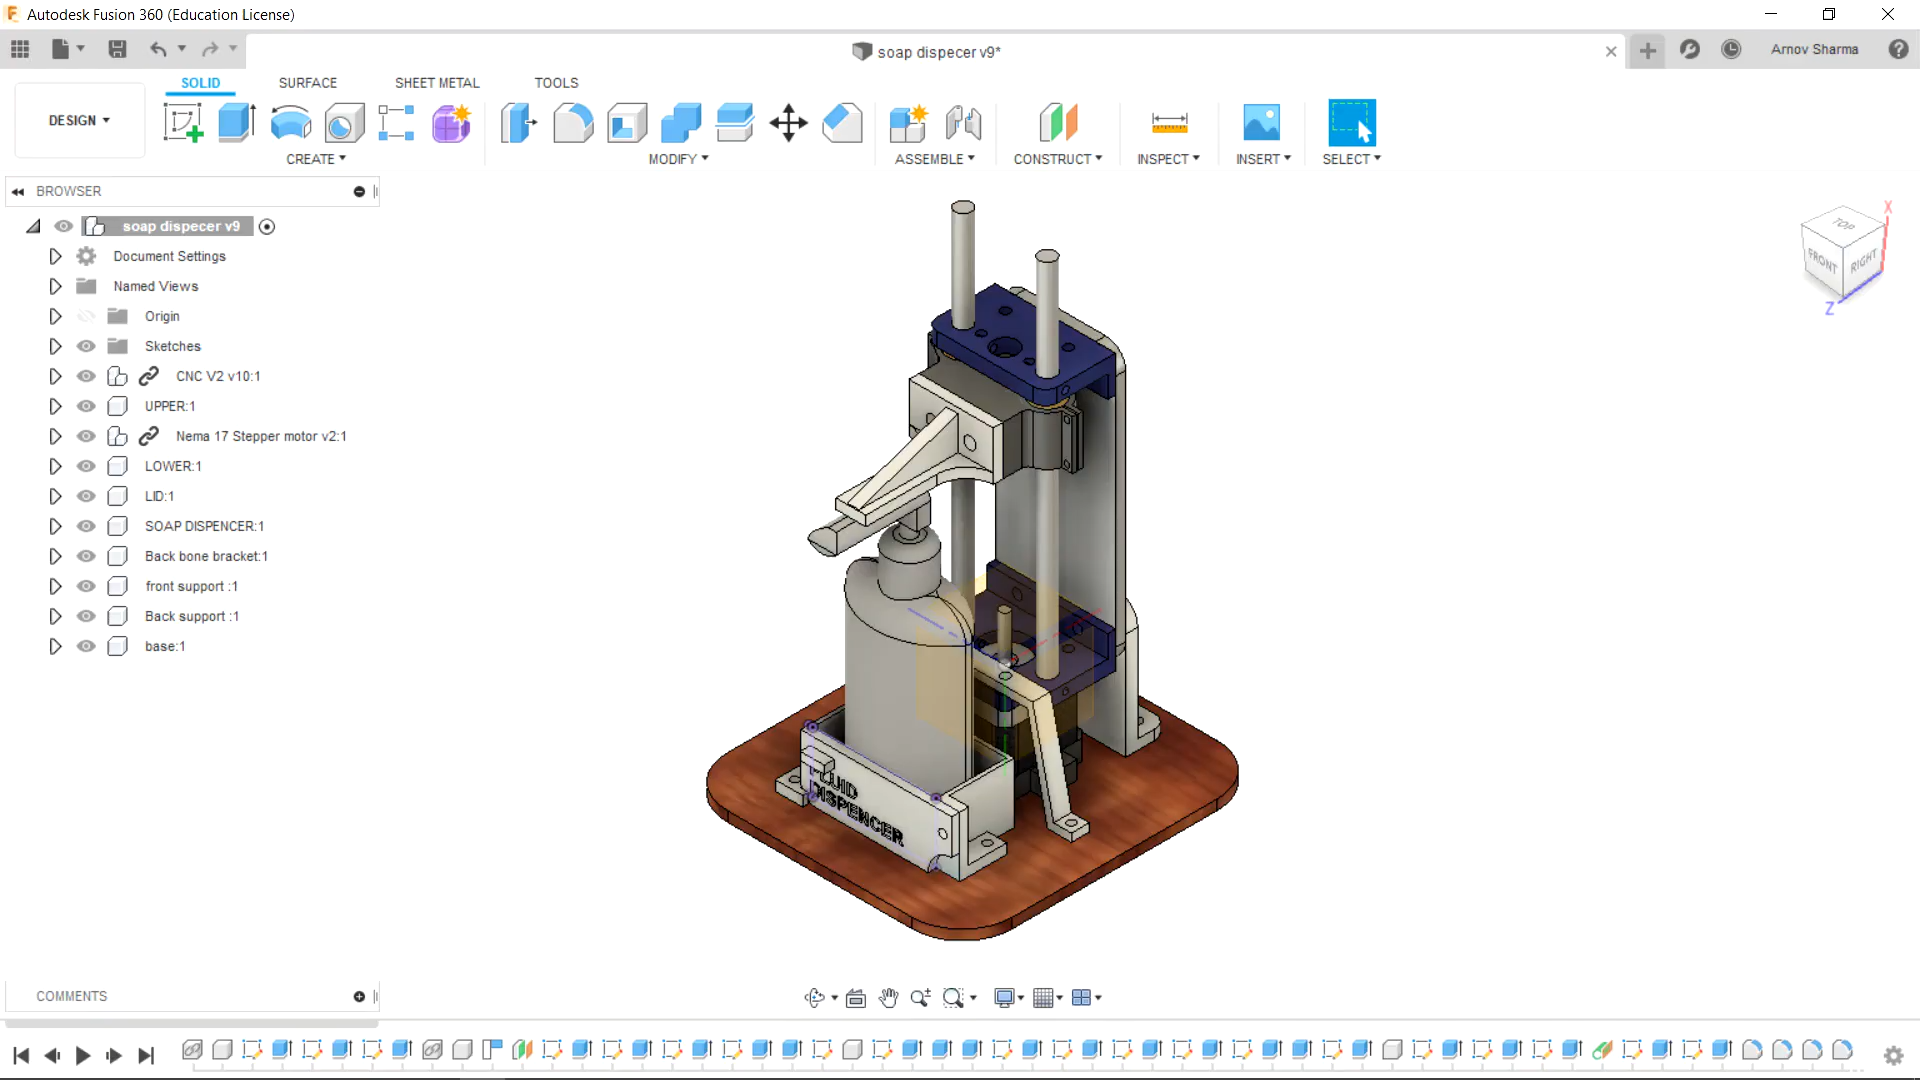 Autodesk Fusion 360 (Education License)
soap dispecer v9*
Arnov Sharma
SOLID
SURFACE
SHEET METAL
TOOLS
DESIGN
CREATE
MODIFY
ASSEMBLE
CONSTRUCT
INSPECT
INSERT
SELECT
BROWSER
soap dispecer v9
Document Settings
Named Views
Origin
Sketches
CNC V2 v10:1
UPPER:1
Nema 17 Stepper motor v2:1
LOWER:1
LID:1
SOAP DISPENCER:1
Back bone bracket:1
front support :1
Back support :1
base:1
X
TOP
FRONT
RIGHT
Z
FLUID
DISPENCER
COMMENTS